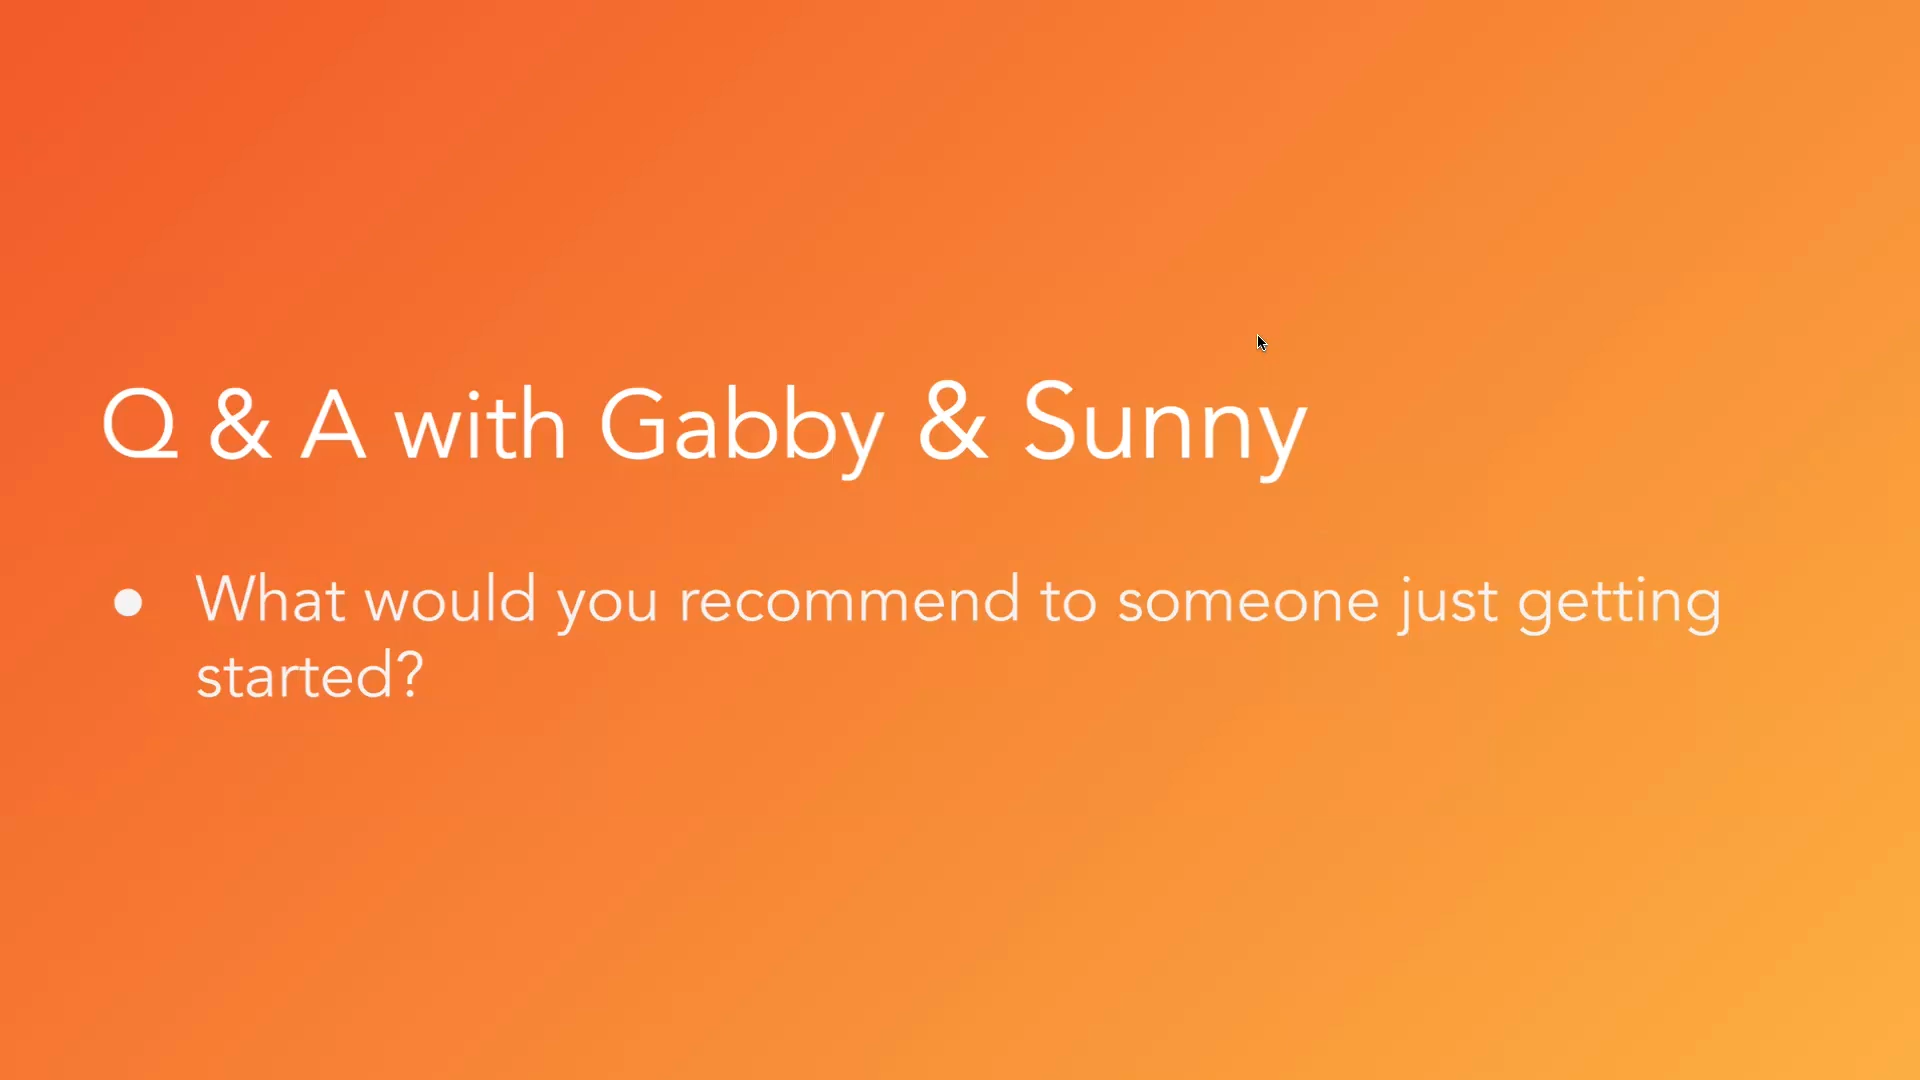 Q & A with Gabby & Sunny
● What would you recommend to someone just getting
started?